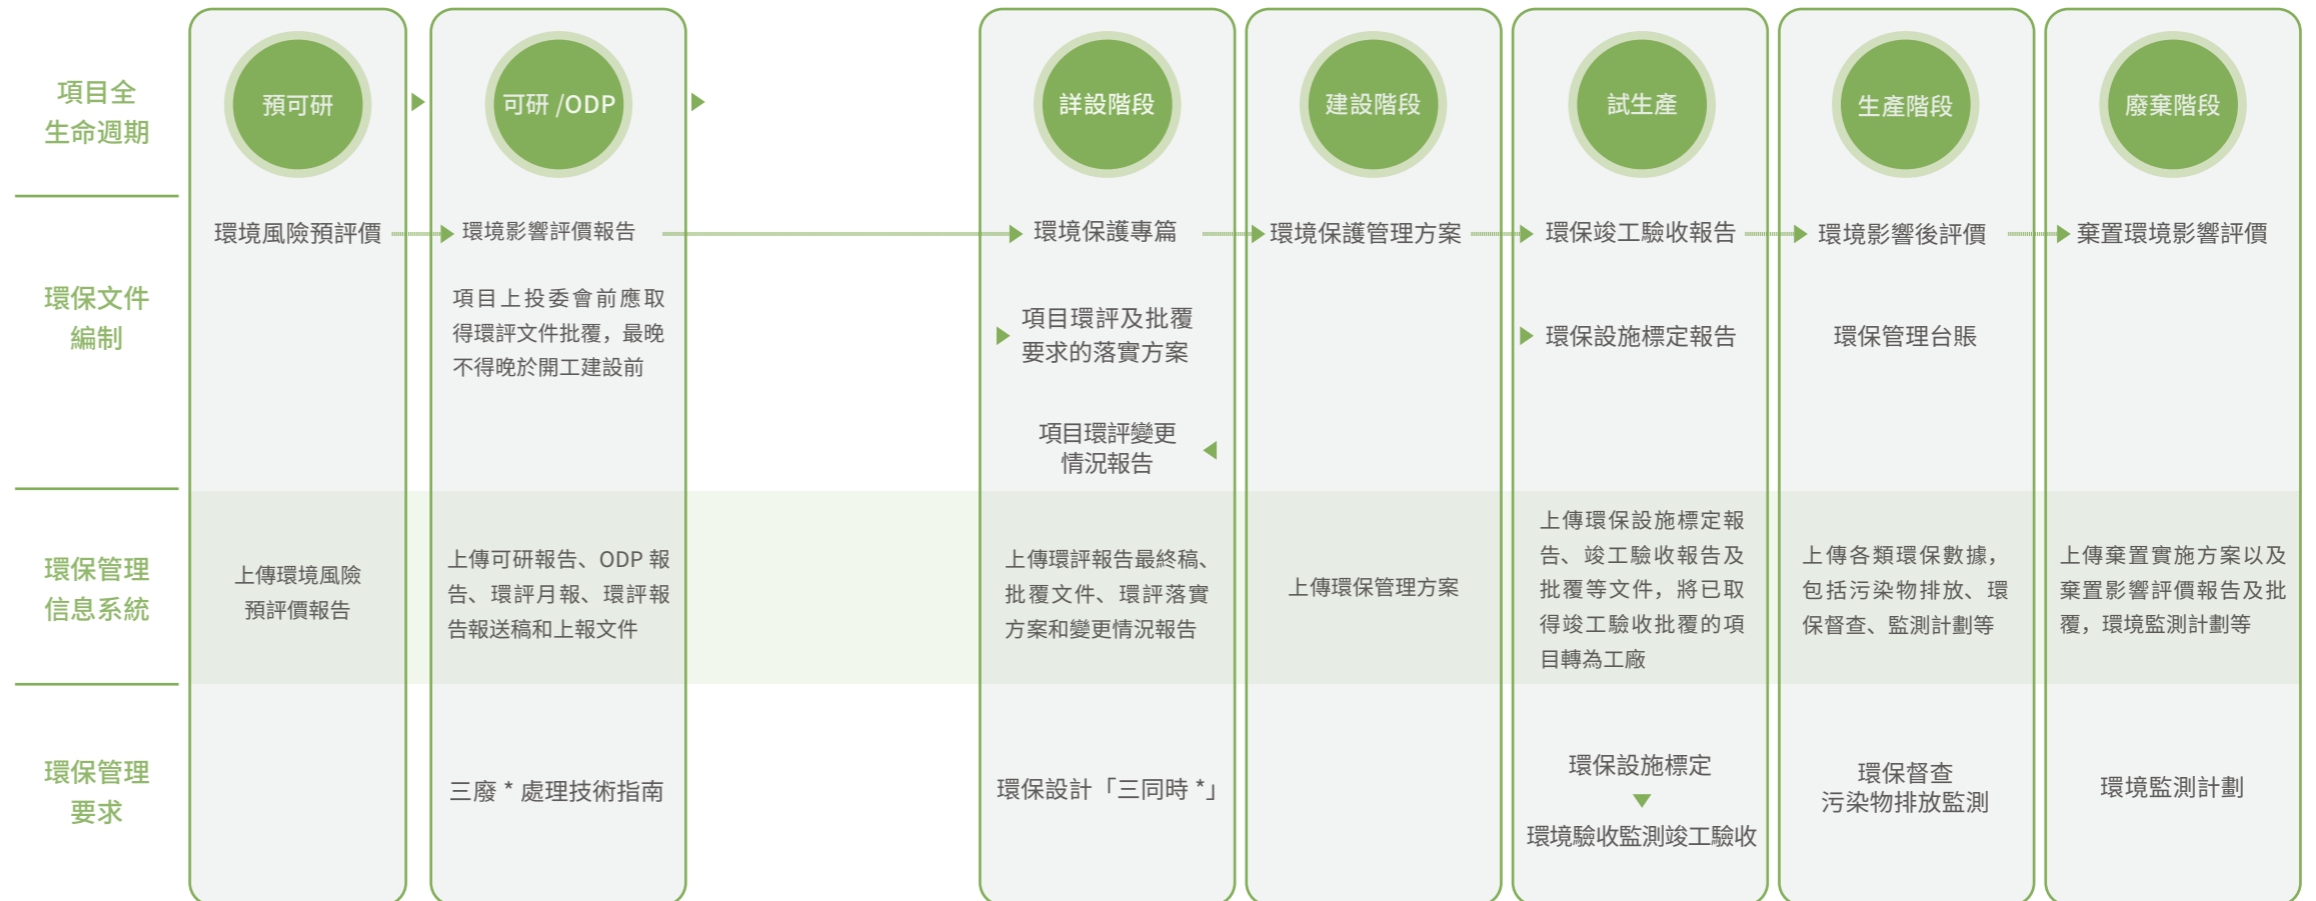 項目全
生命週期
預可研
可研 /ODP
詳設階段
建設階段
試生產
生產階段
廢棄階段
環保文件
編制
環境風險預評價
環境影響評價報告
環境保護專篇
環境保護管理方案
環保竣工驗收報告
環境影響後評價
棄置環境影響評價
項目上投委會前應取
得環評文件批覆，最晚
不得晚於開工建設前
項目環評及批覆
要求的落實方案
環保設施標定報告
環保管理台賬
項目環評變更
情況報告
環保管理
信息系統
上傳環境風險
預評價報告
上傳可研報告、ODP 報
告、環評月報、環評報
告報送稿和上報文件
上傳環評報告最終稿、
批覆文件、環評落實
方案和變更情況報告
上傳環保管理方案
上傳環保設施標定報
告、竣工驗收報告及
批覆等文件，將已取
得竣工驗收批覆的項
目轉為工廠
上傳各類環保數據，
包括污染物排放、環
保督查、監測計劃等
上傳棄置實施方案以及
棄置影響評價報告及批
覆，環境監測計劃等
環保管理
要求
三廢 * 處理技術指南
環保設計「三同時 *」
環保設施標定
環境驗收監測竣工驗收
環保督查
污染物排放監測
環境監測計劃